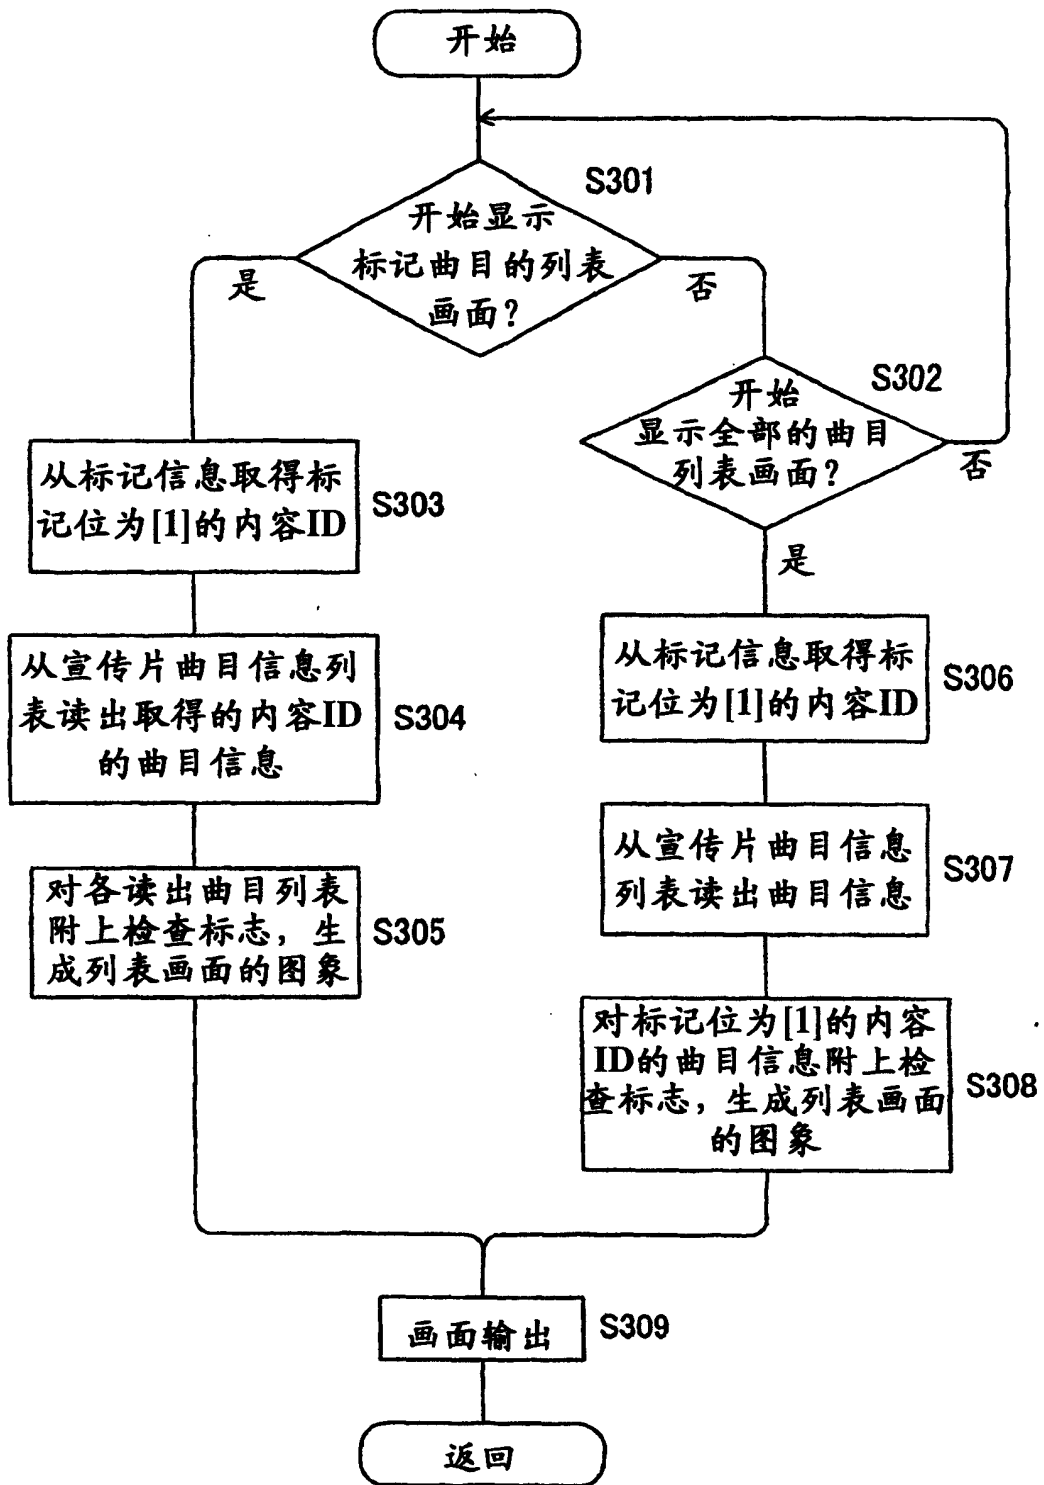 开始
S301
开始显示
标记曲目的列表
画面?
是
否
S302
开始
显示全部的曲目
列表画面?
否
是
从标记信息取得标
记位为[1]的内容ID
S303
从宣传片曲目信息列
表读出取得的内容ID
的曲目信息
S304
对各读出曲目列表
附上检查标志，生
成列表画面的图象
S305
从标记信息取得标
记位为[1]的内容ID
S306
从宣传片曲目信息
列表读出曲目信息
S307
对标记位为[1]的内容
ID的曲目信息附上检
查标志，生成列表画面
的图象
S308
画面输出
S309
返回